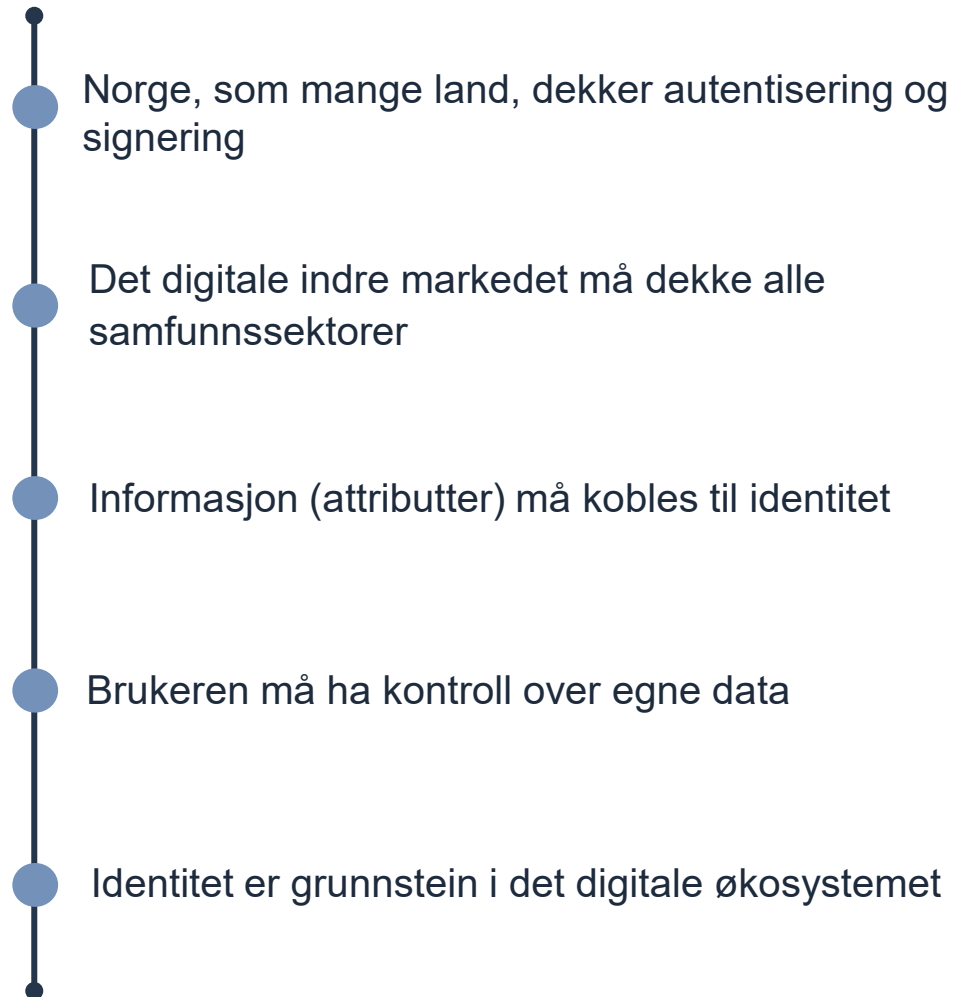 Norge, som mange land, dekker autentisering og
signering
Det digitale indre markedet må dekke alle
samfunnssektorer
Informasjon (attributter) må kobles til identitet
Brukeren må ha kontroll over egne data
Identitet er grunnstein i det digitale økosystemet